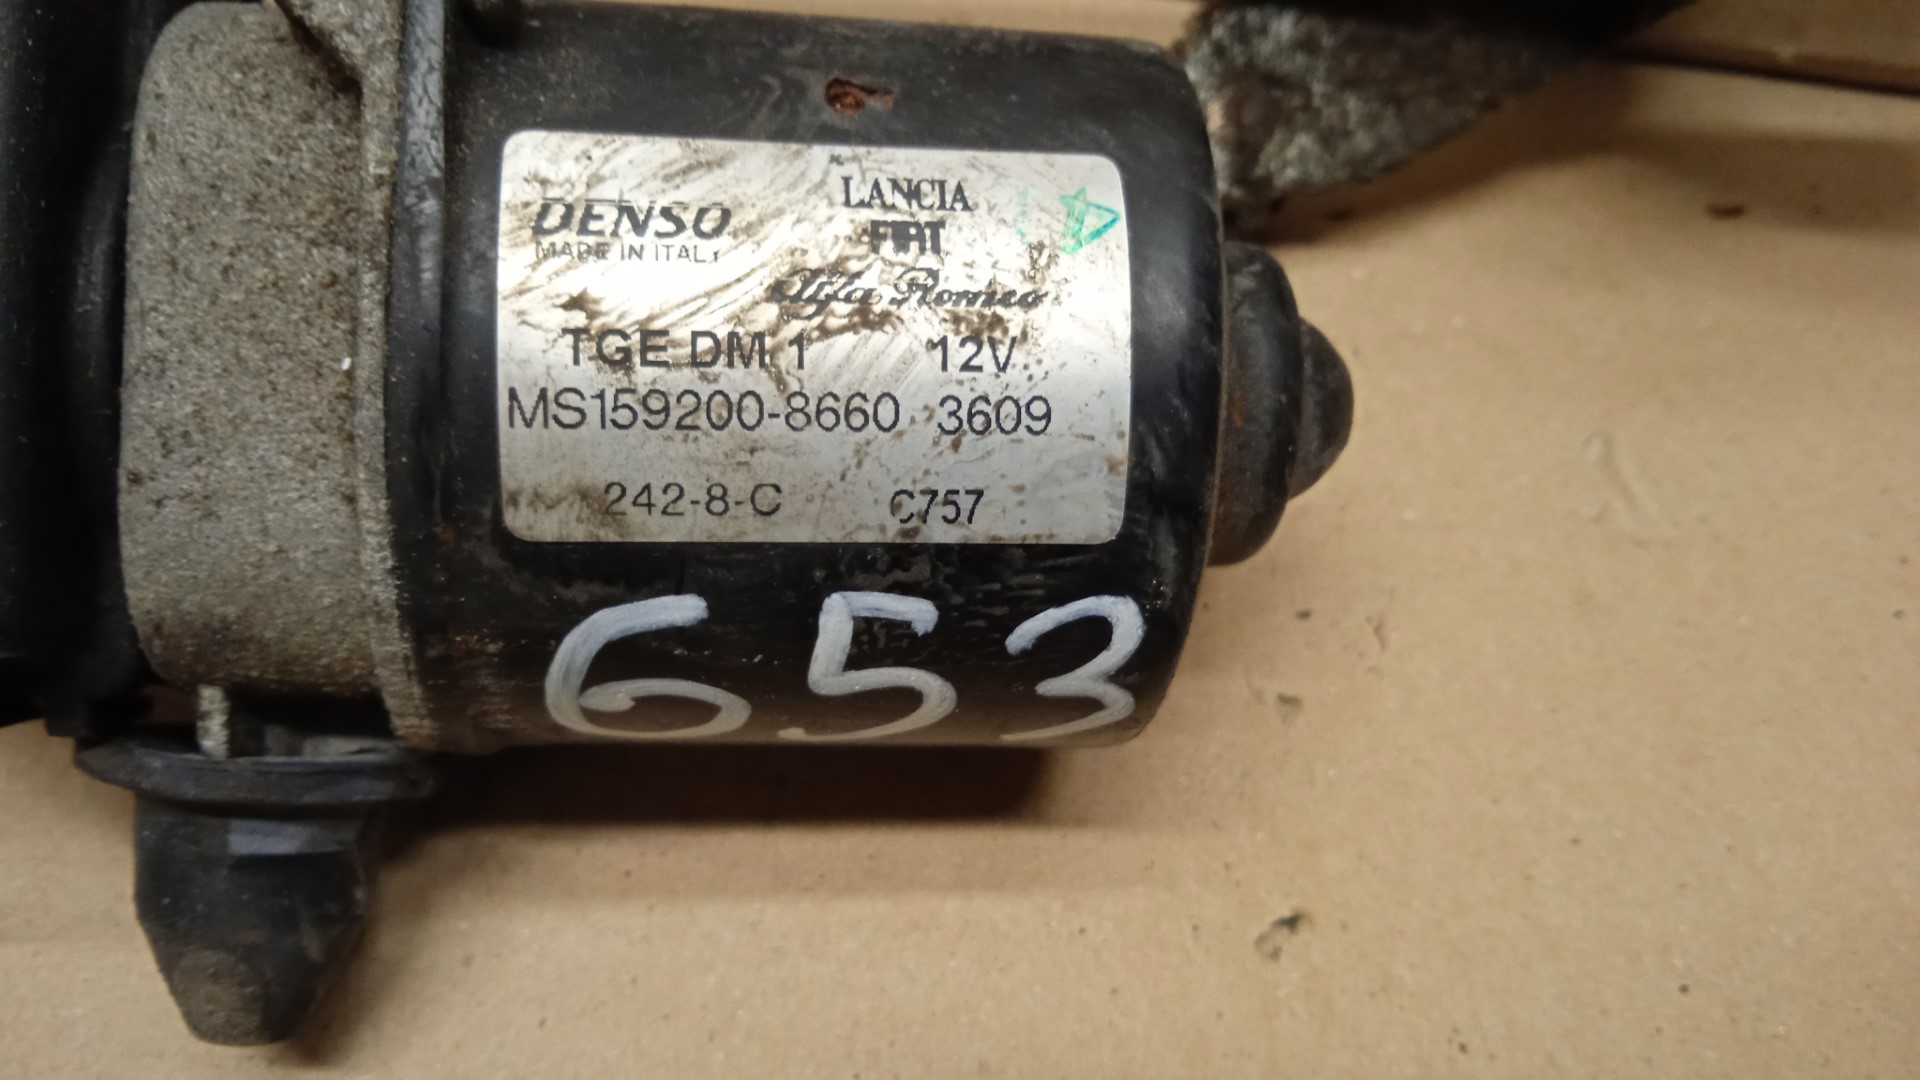 DENSO
MADE IN ITALY
LANCIA
FIAT
Alfa Romeo
TGE DM 1 12V
MS159200-8660 3609
242-8-C C757
653